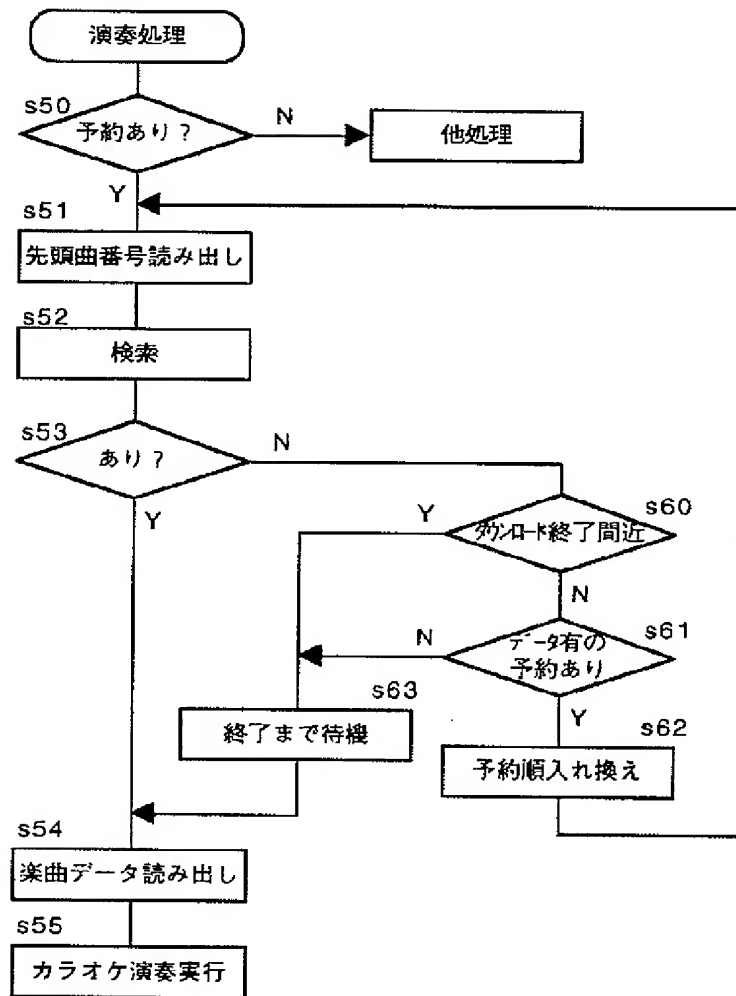 演奏処理
s50
予約あり?
N
他処理
Y
s51
先頭曲番号読み出し
s52
検索
s53
あり?
N
Y
s60
ダウンロード終了間近
Y
N
s61
データ有の
予約あり
N
Y
s63
終了まで待機
s62
予約順入れ換え
s54
楽曲データ読み出し
s55
カラオケ演奏実行